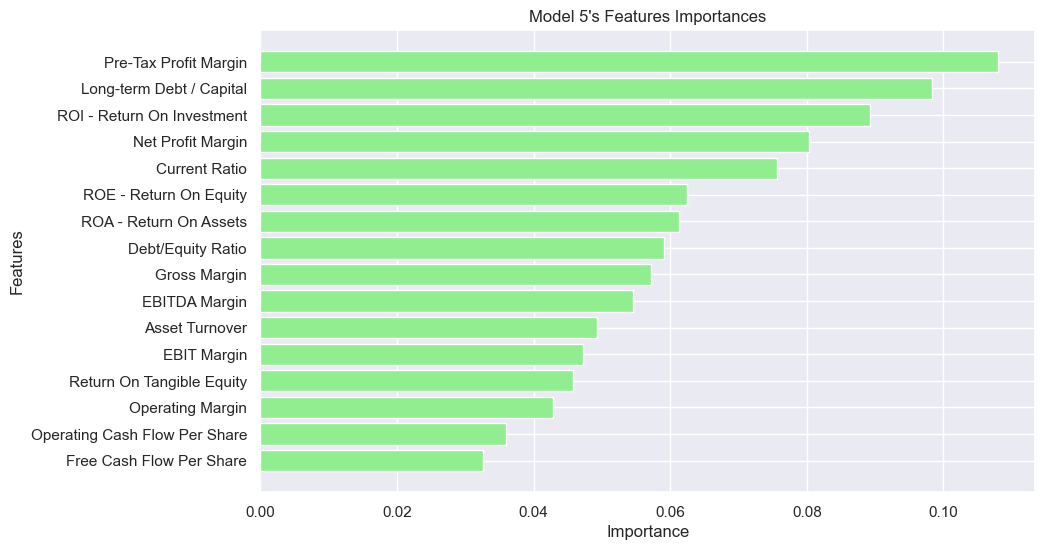 Model 5's Features Importances
Features
Pre-Tax Profit Margin
Long-term Debt / Capital
ROI - Return On Investment
Net Profit Margin
Current Ratio
ROE - Return On Equity
ROA - Return On Assets
Debt/Equity Ratio
Gross Margin
EBITDA Margin
Asset Turnover
EBIT Margin
Return On Tangible Equity
Operating Margin
Operating Cash Flow Per Share
Free Cash Flow Per Share
0.00 0.02 0.04 0.06 0.08 0.10
Importance